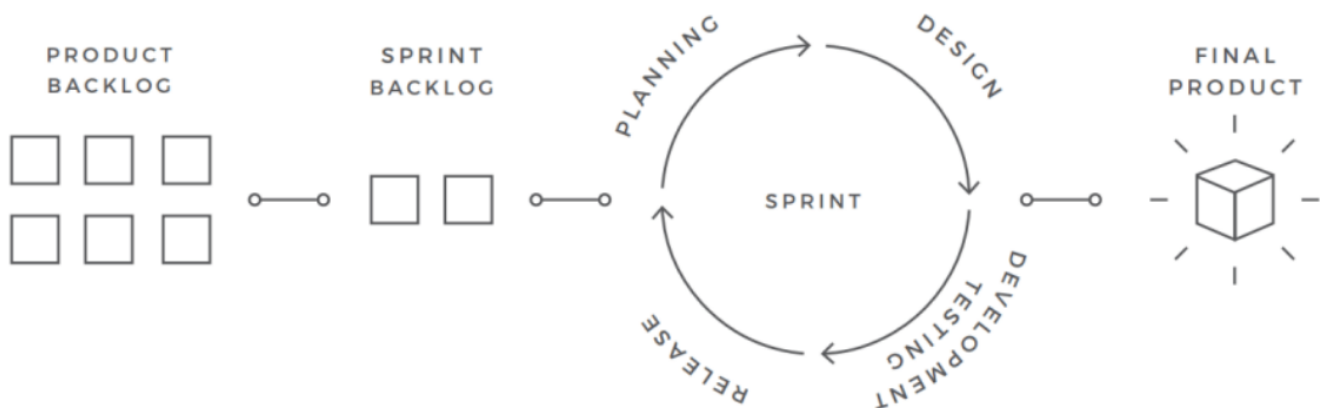 PRODUCT
BACKLOG
SPRINT
BACKLOG
PLANNING
DESIGN
SPRINT
DEVELOPMENT
TESTING
RELEASE
FINAL
PRODUCT